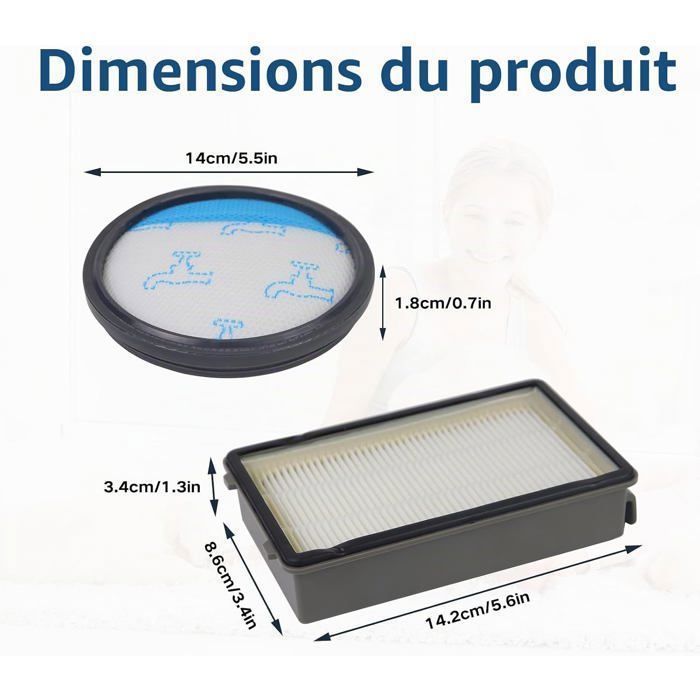 Dimensions du produit
14cm/5.5in
1.8cm/0.7in
3.4cm/1.3in
8.6cm/3.4in
14.2cm/5.6in